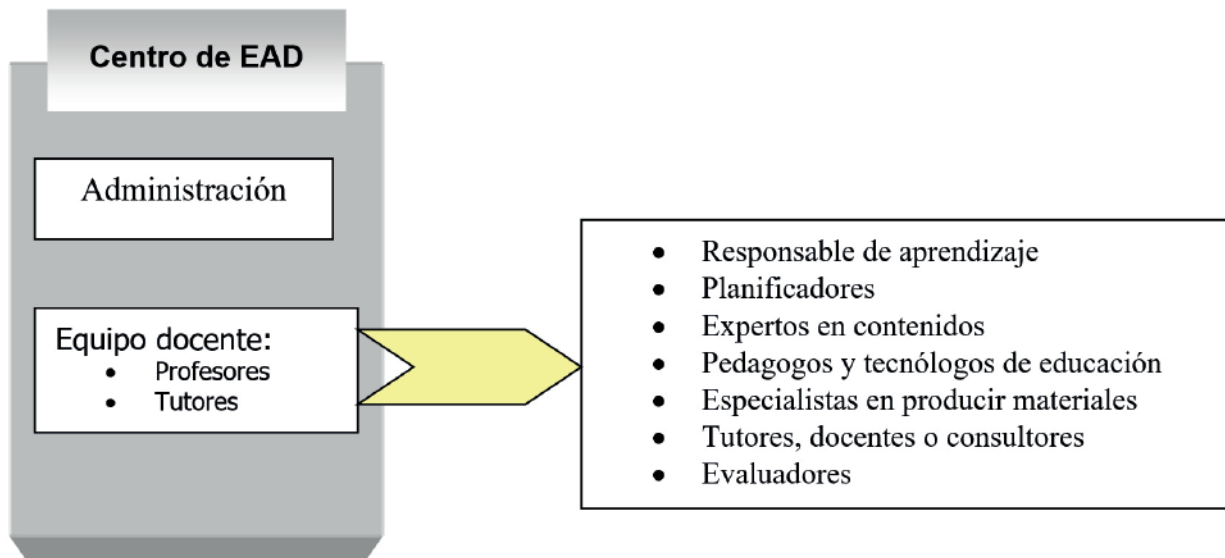 Centro de EAD
Administración
Equipo docente:
• Profesores
• Tutores
• Responsable de aprendizaje
• Planificadores
• Expertos en contenidos
• Pedagogos y tecnólogos de educación
• Especialistas en producir materiales
• Tutores, docentes o consultores
• Evaluadores